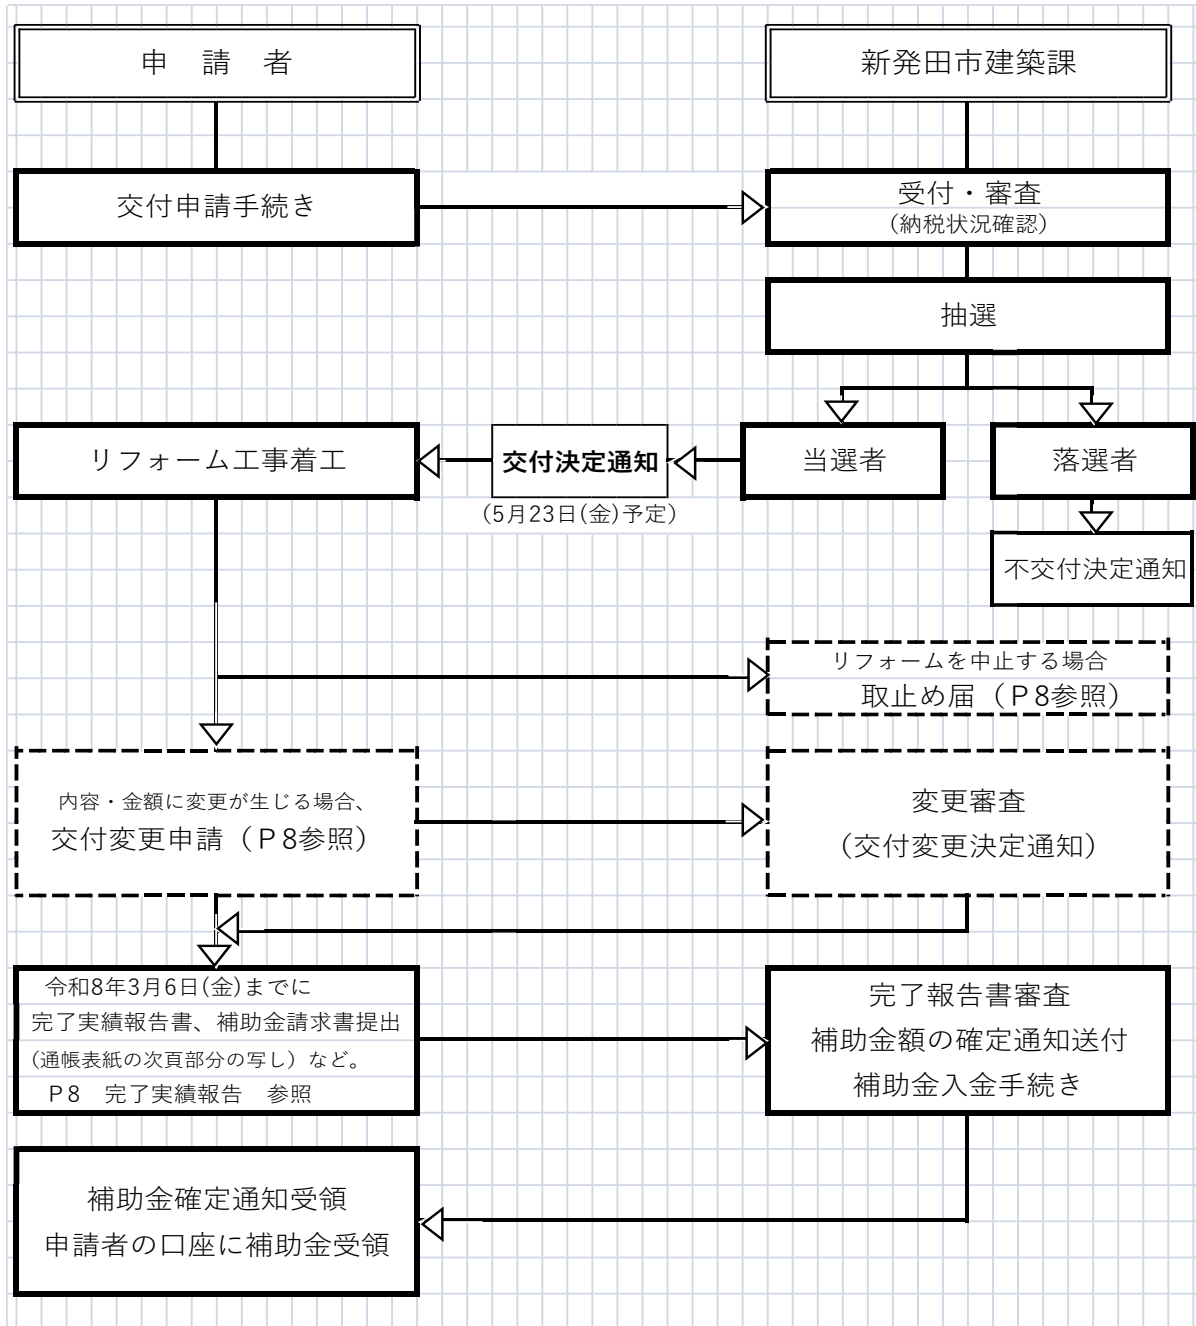 申　請　者
新発田市建築課
交付申請手続き
受付・審査
(納税状況確認)
抽選
リフォーム工事着工
交付決定通知
(5月23日(金)予定)
当選者
落選者
不交付決定通知
リフォームを中止する場合
取止め届（Ｐ8参照）
内容・金額に変更が生じる場合、
交付変更申請（Ｐ8参照）
変更審査
(交付変更決定通知)
令和8年3月6日(金)までに
完了実績報告書、補助金請求書提出
(通帳表紙の次頁部分の写し）など。
Ｐ8　完了実績報告　参照
完了報告書審査
補助金額の確定通知送付
補助金入金手続き
補助金確定通知受領
申請者の口座に補助金受領